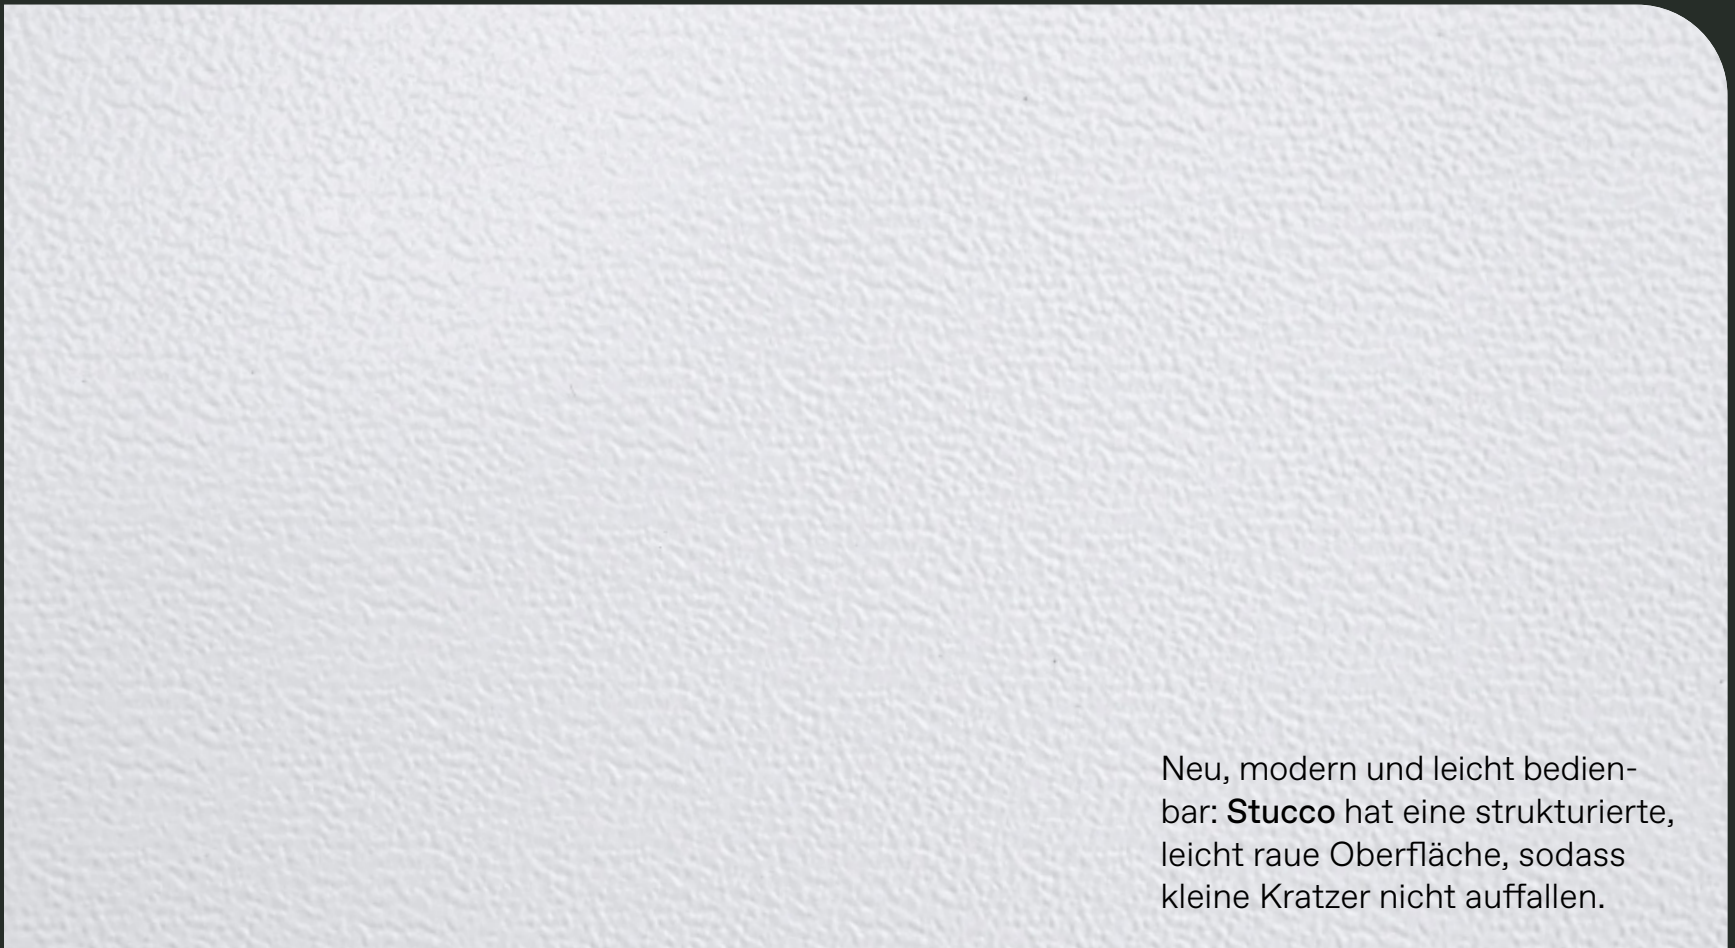 Neu, modern und leicht bedien-
bar: Stucco hat eine strukturierte,
leicht raue Oberfläche, sodass
kleine Kratzer nicht auffallen.